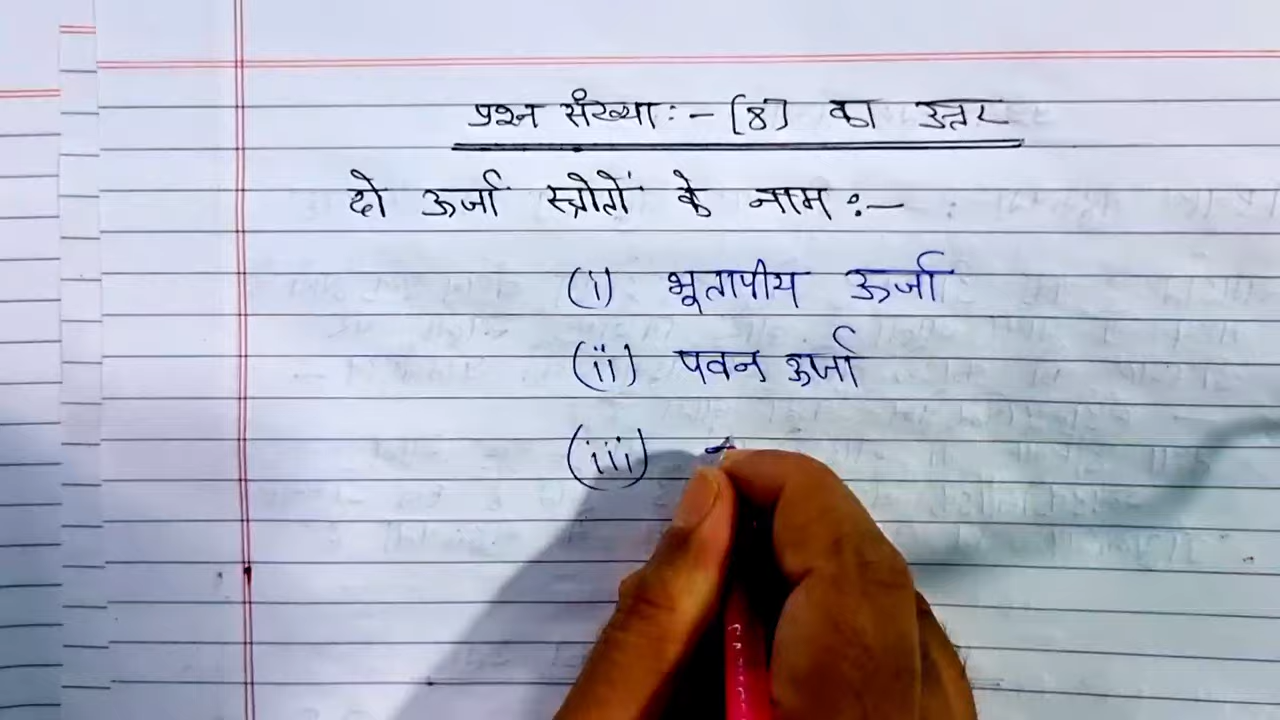 प्रश्न संख्या:- [8] का उत्तर
दो ऊर्जा स्त्रोतों के नाम :-
(i) भूतापीय ऊर्जा
(ii) पवन ऊर्जा
(iii)